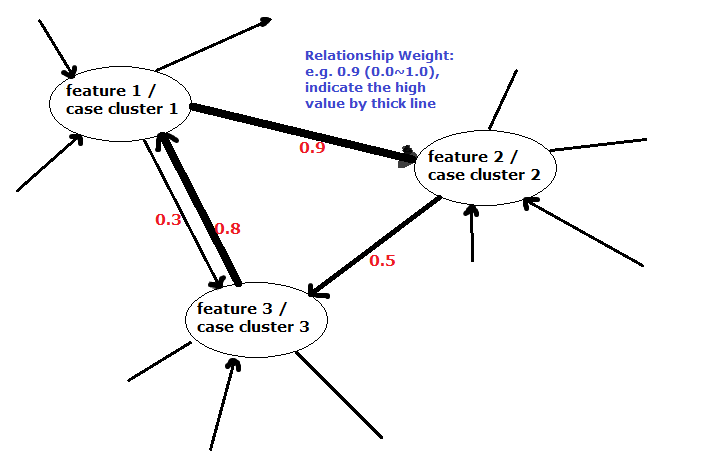 Relationship Weight:
e.g. 0.9 (0.0~1.0),
indicate the high
value by thick line
feature 1 /
case cluster 1
0.9
feature 2 /
case cluster 2
0.3
0.8
0.5
feature 3 /
case cluster 3